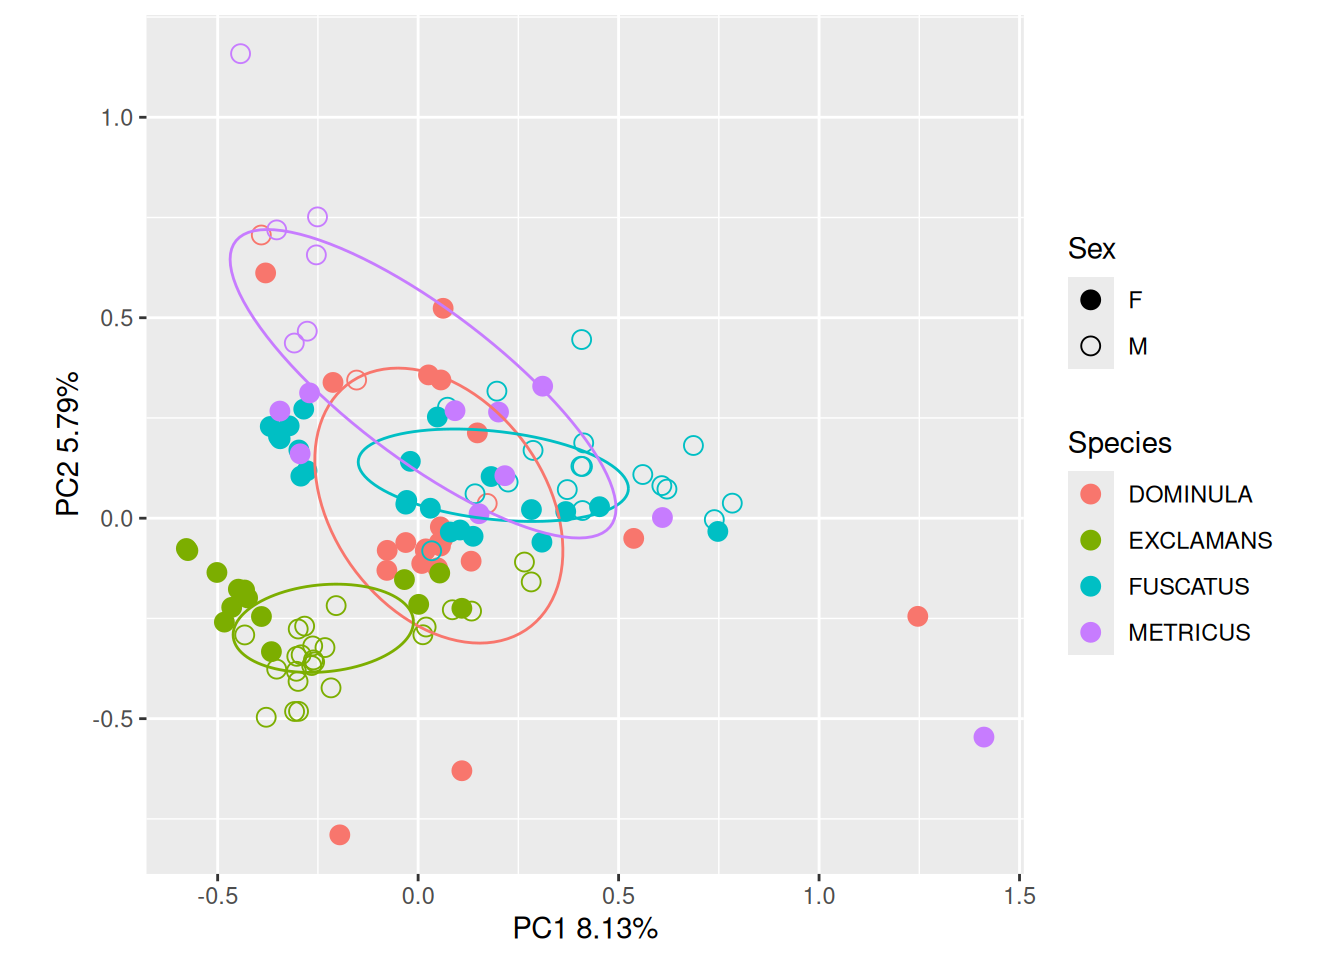 1.0
0.5
0.0
-0.5
PC2 5.79%
-0.5
0.0
0.5
1.0
1.5
PC1 8.13%
Sex
F
M
Species
DOMINULA
EXCLAMANS
FUSCATUS
METRICUS